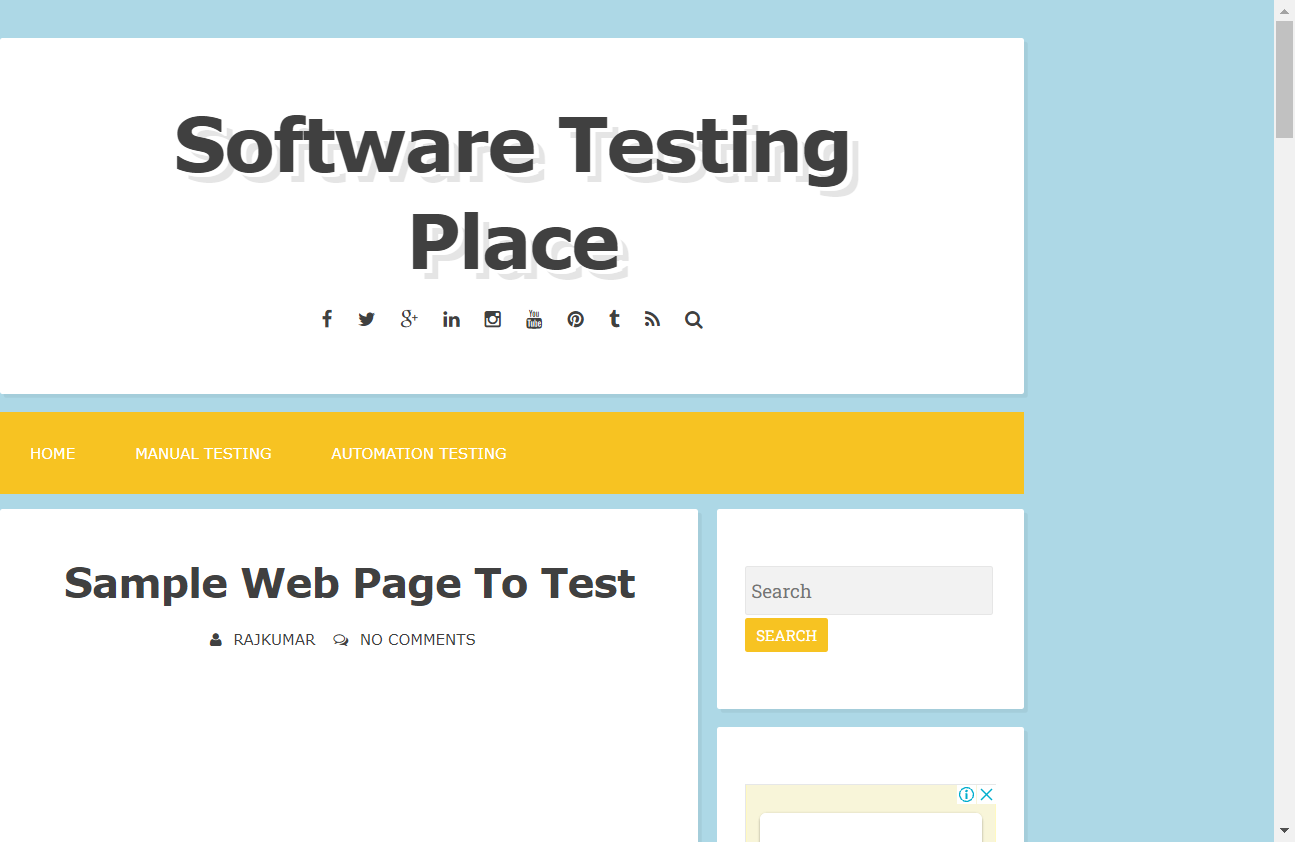 Software Testing
Place
HOME MANUAL TESTING AUTOMATION TESTING
Sample Web Page To Test
RAJKUMAR NO COMMENTS
Search
SEARCH